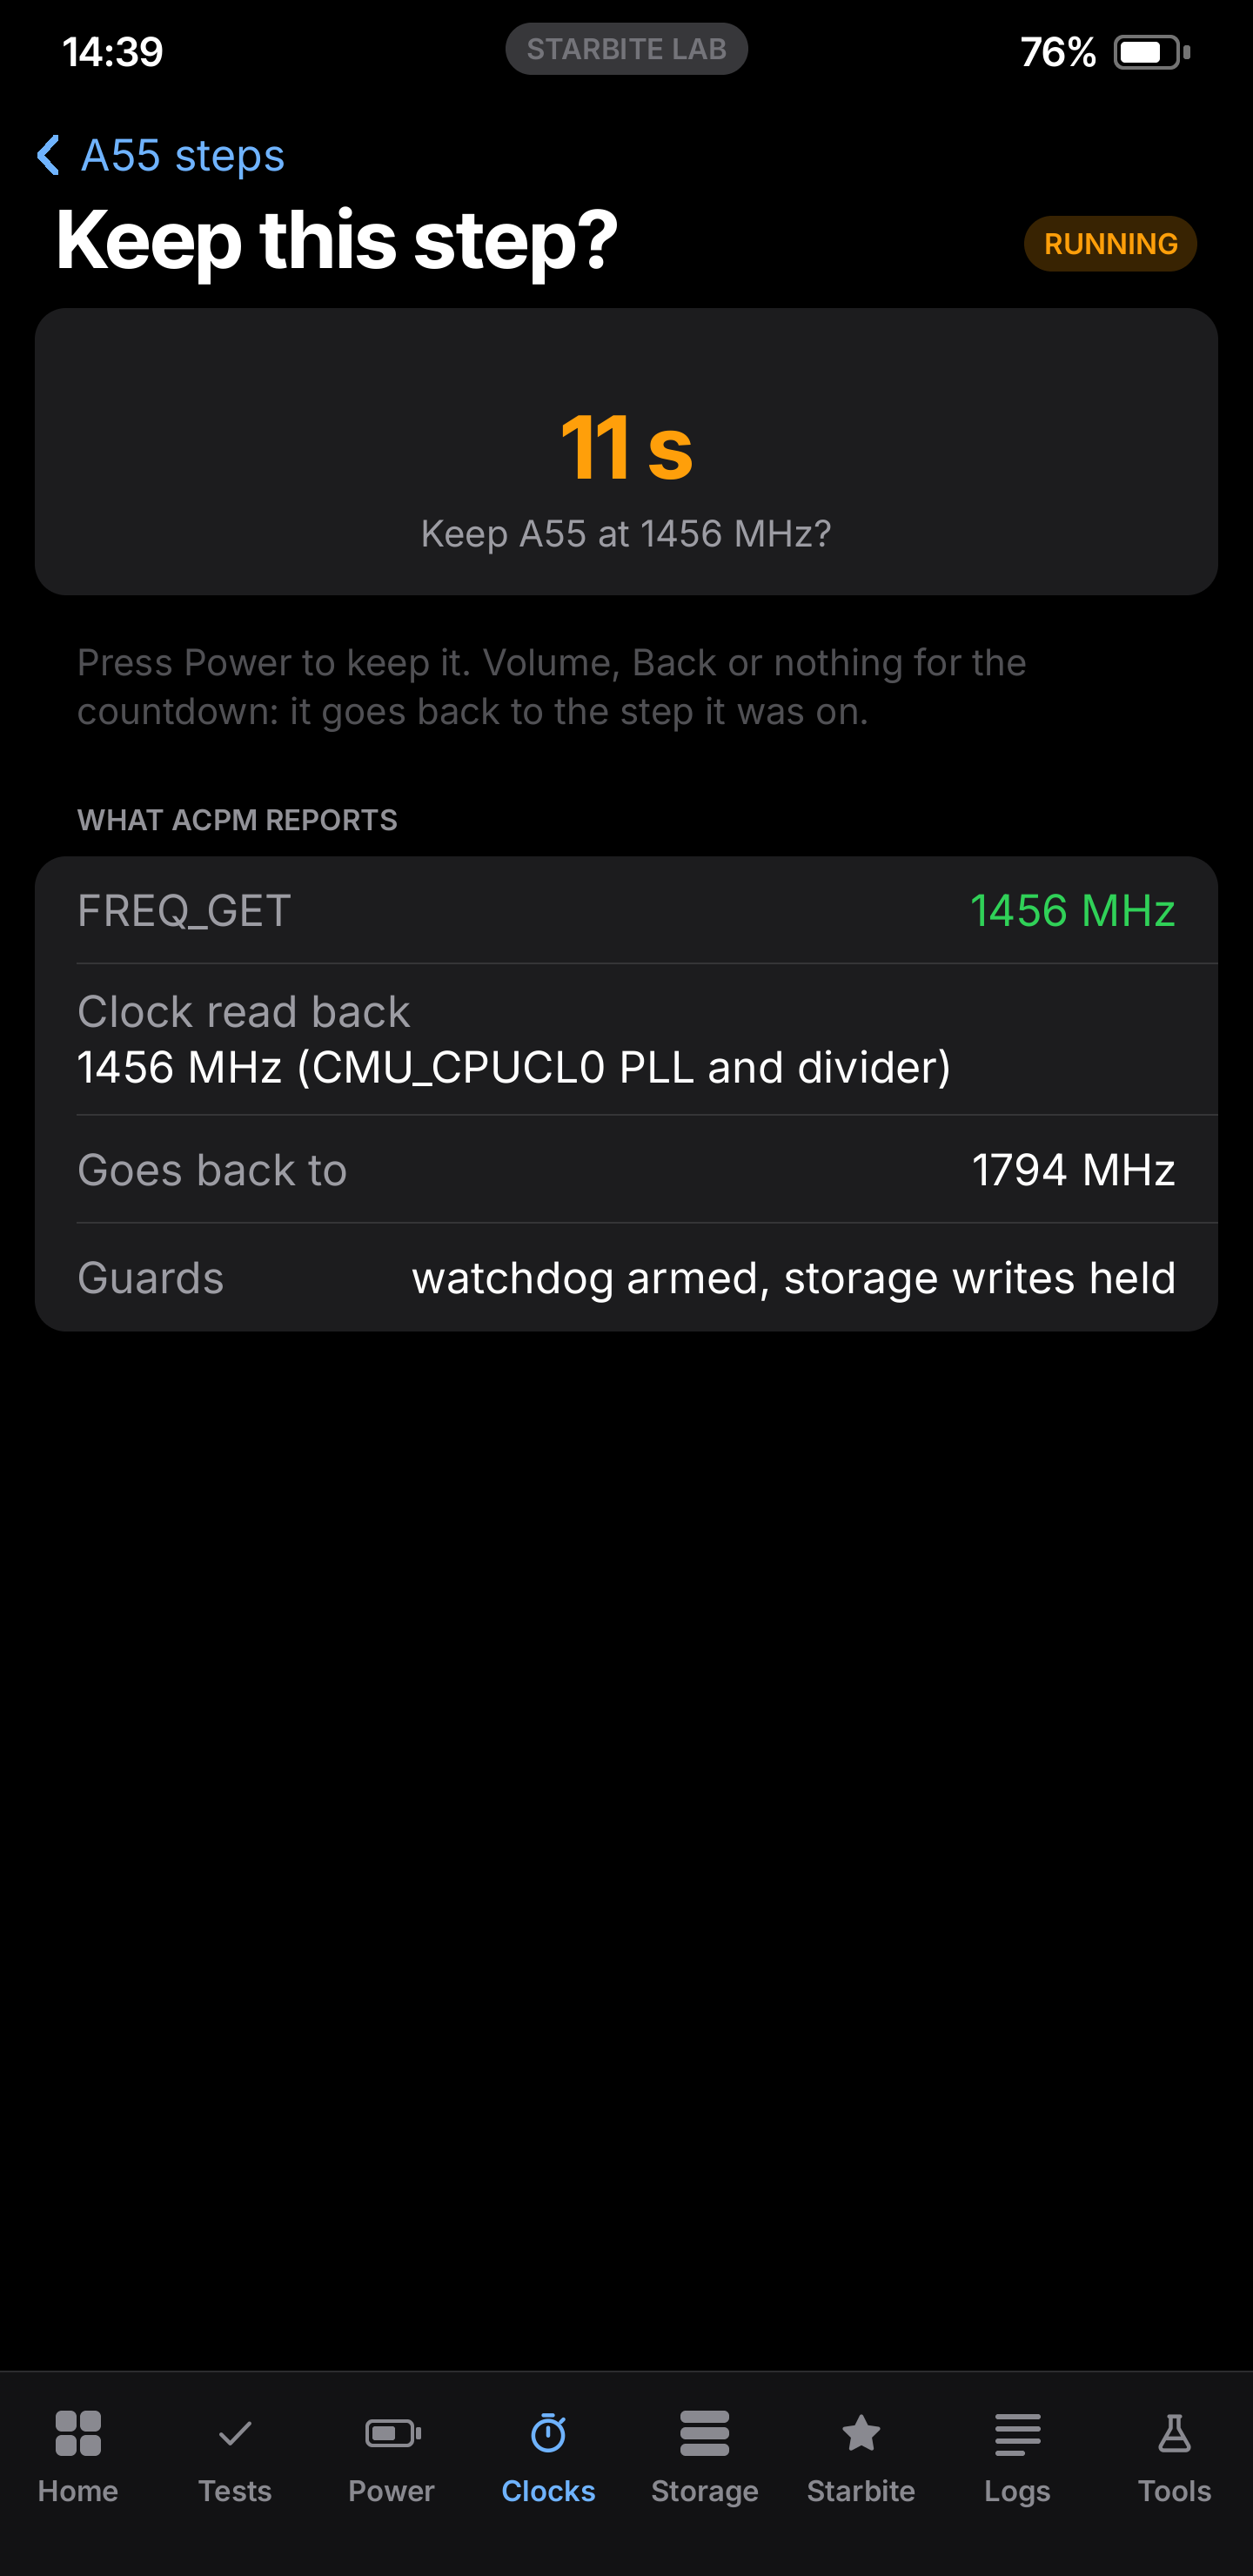 14:39
STARBITE LAB
76%
A55 steps
Keep this step?
RUNNING
11 s
Keep A55 at 1456 MHz?
Press Power to keep it. Volume, Back or nothing for the
countdown: it goes back to the step it was on.
WHAT ACPM REPORTS
FREQ_GET 1456 MHz
Clock read back
1456 MHz (CMU_CPUCL0 PLL and divider)
Goes back to 1794 MHz
Guards watchdog armed, storage writes held
Home Tests Power Clocks Storage Starbite Logs Tools